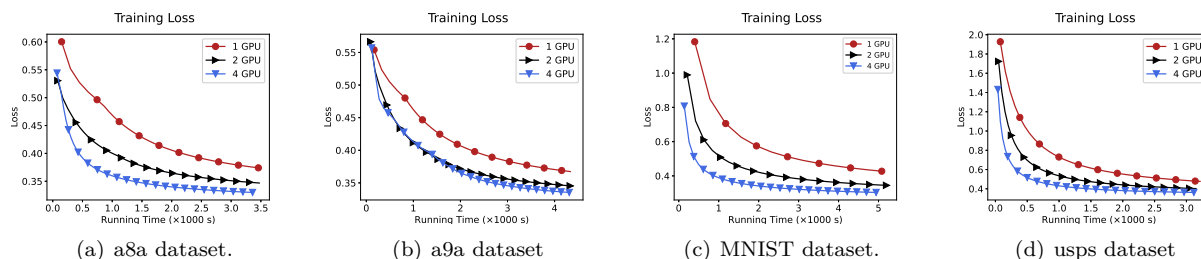 Training Loss
0.60
0.55
0.50
0.45
0.40
0.35
Loss
1 GPU
2 GPU
4 GPU
0.0 0.5 1.0 1.5 2.0 2.5 3.0 3.5
Running Time (×1000 s)
(a) a8a dataset.
Training Loss
0.55
0.50
0.45
0.40
0.35
Loss
1 GPU
2 GPU
4 GPU
0 1 2 3 4
Running Time (×1000 s)
(b) a9a dataset
Training Loss
1.2
1.0
0.8
0.6
0.4
Loss
1 GPU
2 GPU
4 GPU
0 1 2 3 4 5
Running Time (×1000 s)
(c) MNIST dataset.
Training Loss
2.0
1.8
1.6
1.4
1.2
1.0
0.8
0.6
0.4
Loss
1 GPU
2 GPU
4 GPU
0.0 0.5 1.0 1.5 2.0 2.5 3.0
Running Time (×1000 s)
(d) usps dataset